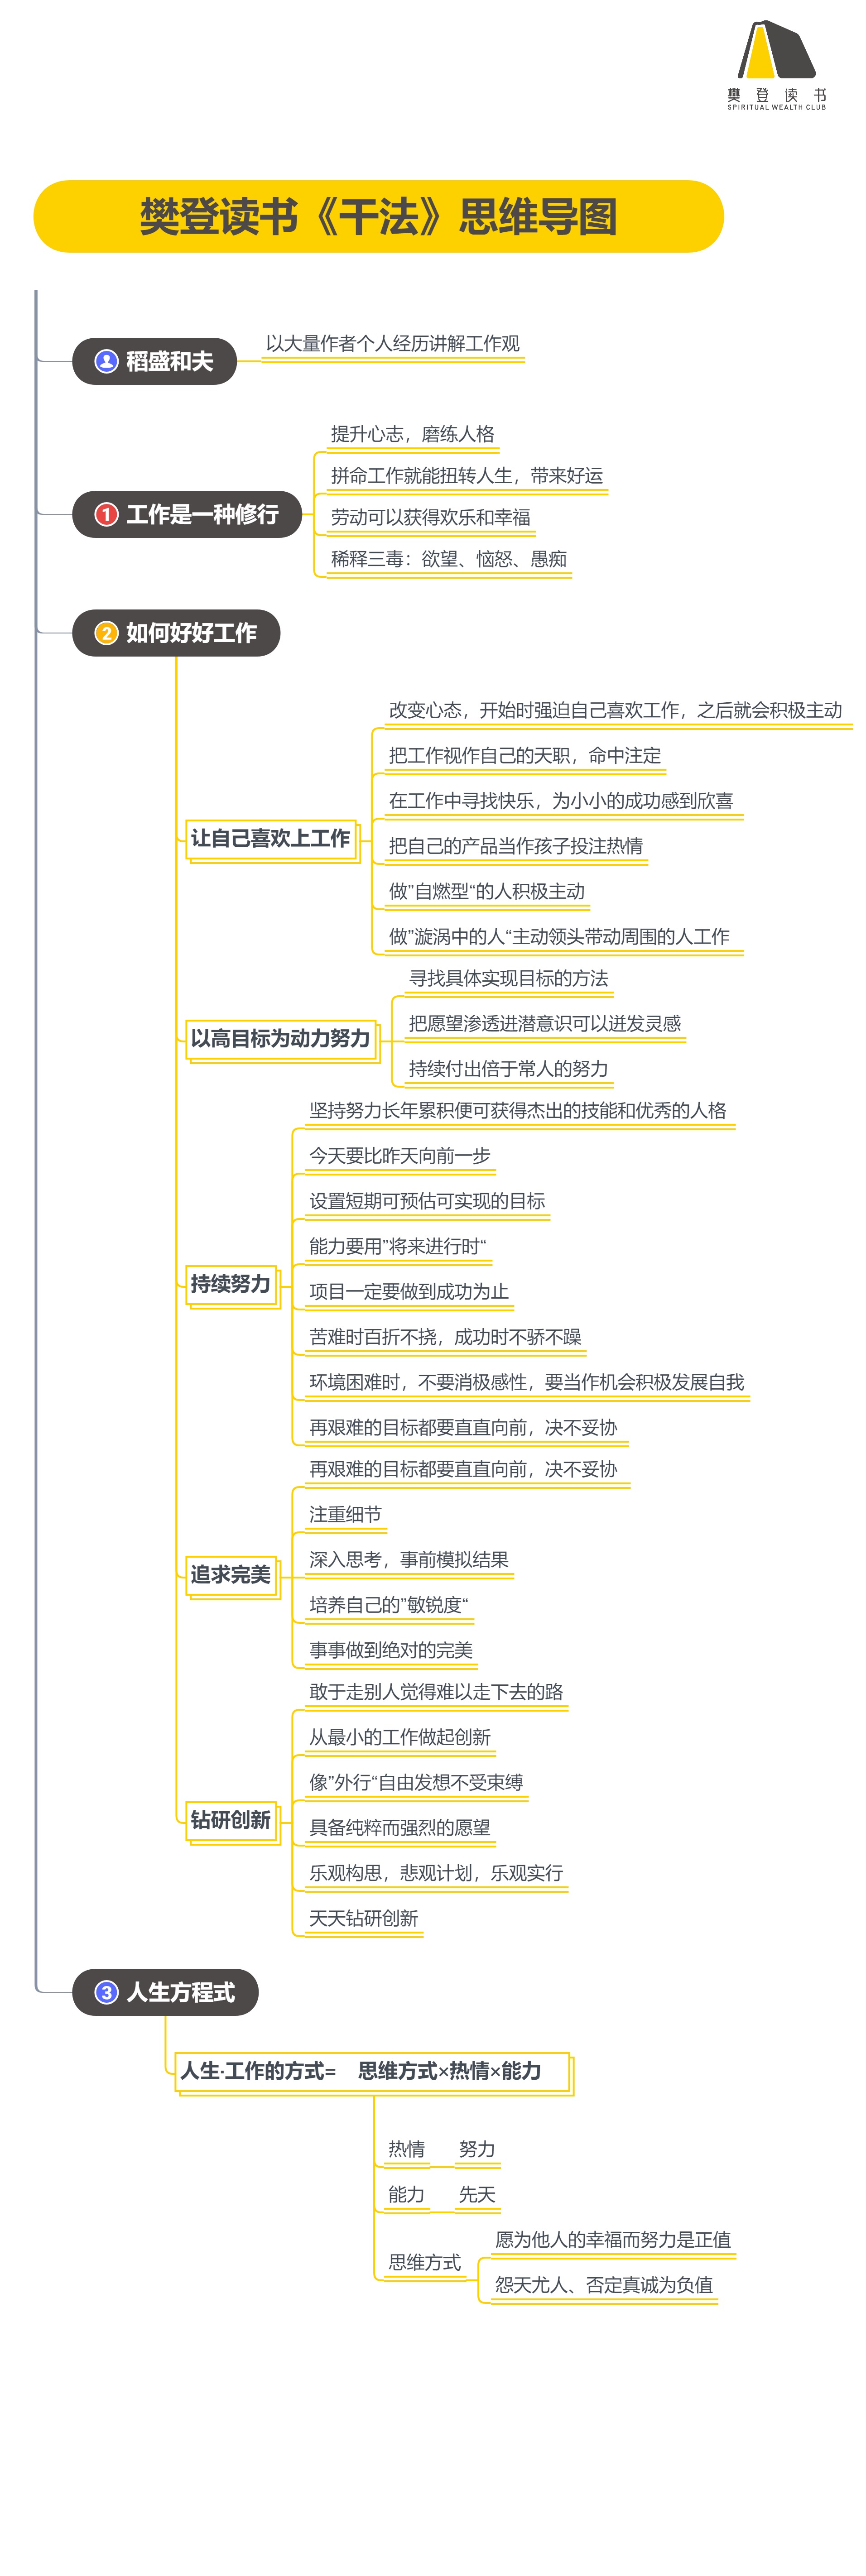 樊登读书
SPIRITUAL WEALTH CLUB
樊登读书《干法》思维导图
稻盛和夫
以大量作者个人经历讲解工作观
1 工作是一种修行
提升心志，磨练人格
拼命工作就能扭转人生，带来好运
劳动可以获得欢乐和幸福
稀释三毒：欲望、恼怒、愚痴
2 如何好好工作
让自己喜欢上工作
改变心态，开始时强迫自己喜欢工作，之后就会积极主动
把工作视作自己的天职，命中注定
在工作中寻找快乐，为小小的成功感到欣喜
把自己的产品当作孩子投注热情
做”自燃型“的人积极主动
做”漩涡中的人“主动领头带动周围的人工作
以高目标为动力努力
寻找具体实现目标的方法
把愿望渗透进潜意识可以迸发灵感
持续付出倍于常人的努力
持续努力
坚持努力长年累积便可获得杰出的技能和优秀的人格
今天要比昨天向前一步
设置短期可预估可实现的目标
能力要用”将来进行时“
项目一定要做到成功为止
苦难时百折不挠，成功时不骄不躁
环境困难时，不要消极感性，要当作机会积极发展自我
再艰难的目标都要直直向前，决不妥协
追求完美
再艰难的目标都要直直向前，决不妥协
注重细节
深入思考，事前模拟结果
培养自己的”敏锐度“
事事做到绝对的完美
钻研创新
敢于走别人觉得难以走下去的路
从最小的工作做起创新
像”外行“自由发想不受束缚
具备纯粹而强烈的愿望
乐观构思，悲观计划，乐观实行
天天钻研创新
3 人生方程式
人生·工作的方式= 思维方式×热情×能力
热情 努力
能力 先天
思维方式
愿为他人的幸福而努力是正值
怨天尤人、否定真诚为负值